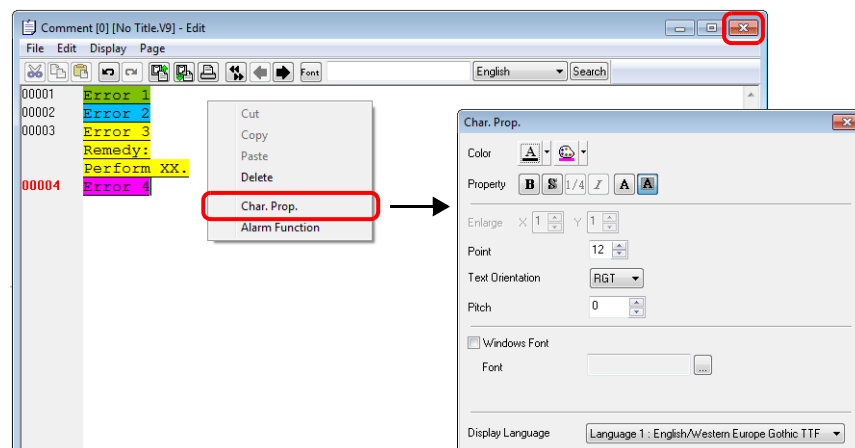 Comment [0] [No Title.V9] - Edit
File Edit Display Page
Font English Search
00001 Error 1
00002 Error 2
00003 Error 3
Remedy:
Perform XX.
00004 Error 4
Cut
Copy
Paste
Delete
Char. Prop.
Alarm Function
Char. Prop.
Color A
Property B S 1/4 I A A
Enlarge X 1 Y 1
Point 12
Text Orientation RGT
Pitch 0
Windows Font
Font ...
Display Language Language 1 : English/Western Europe Gothic TTF